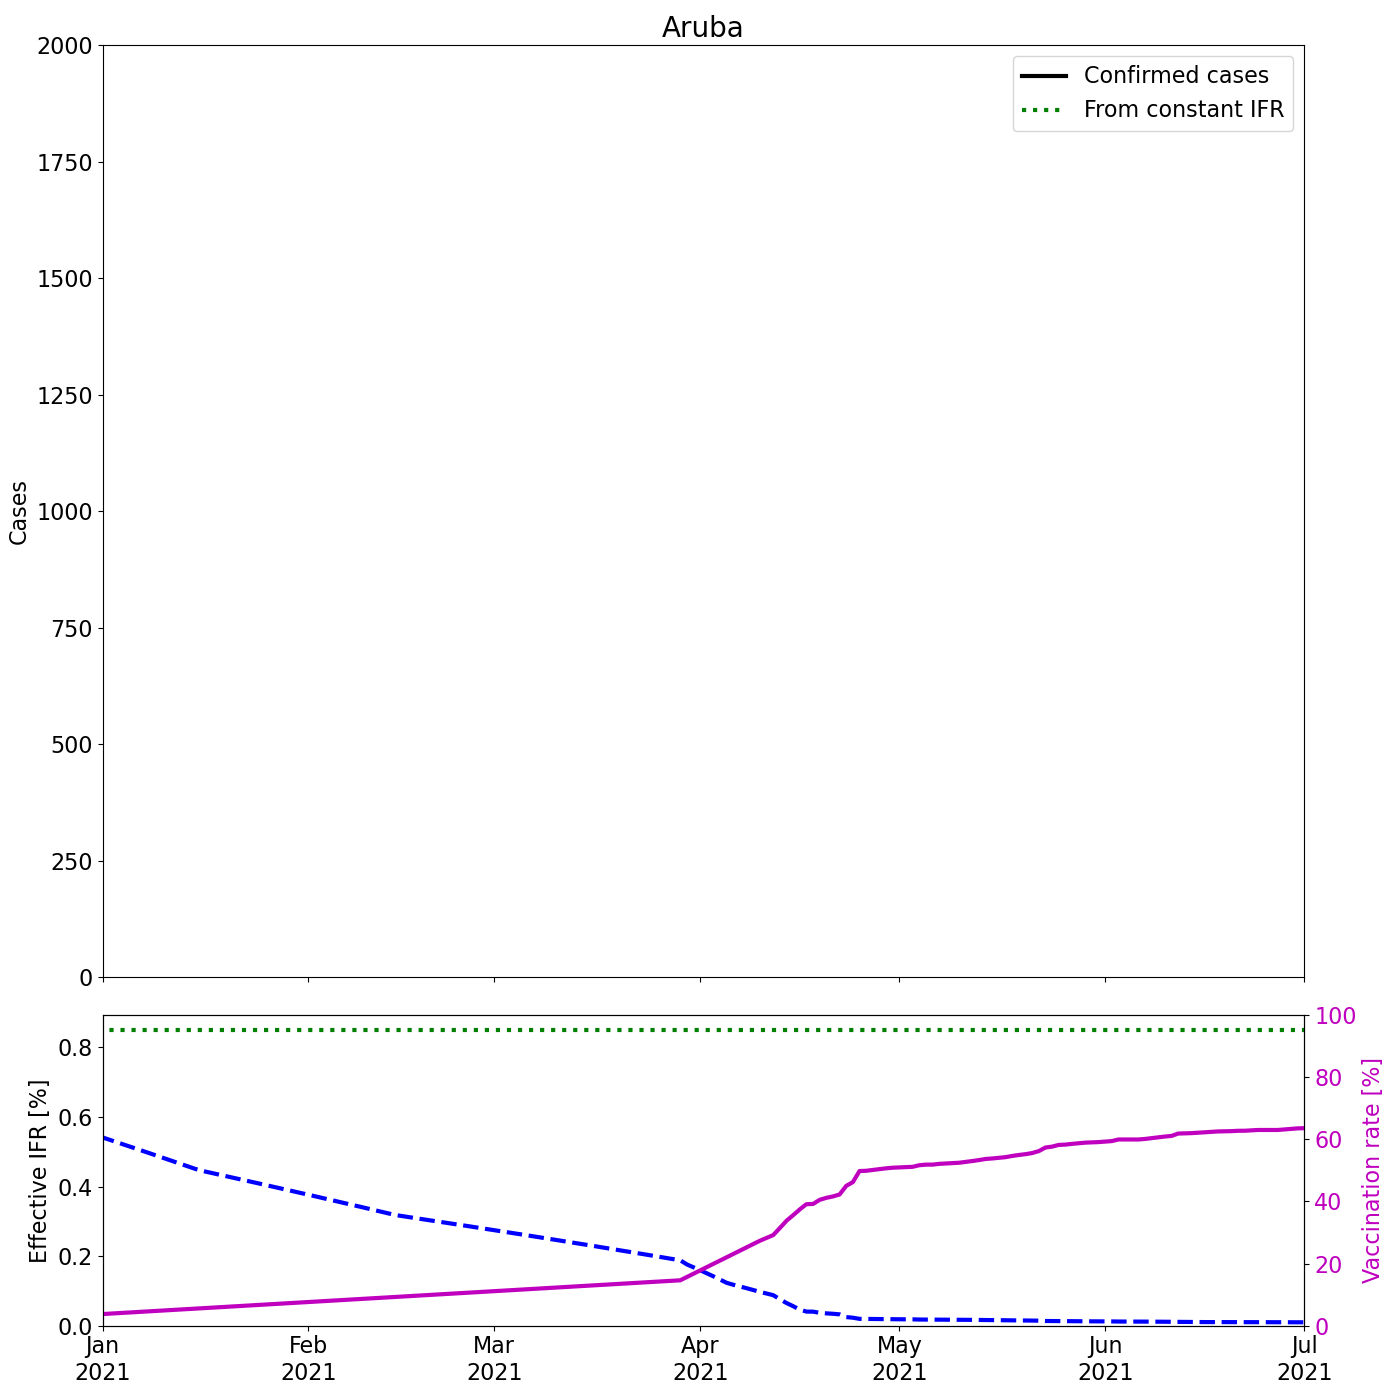 Aruba
2000
1750
1500
1250
1000
750
500
250
0
Cases
Confirmed cases
From constant IFR
0.8
0.6
0.4
0.2
0.0
Effective IFR [%]
100
80
60
40
20
0
Vaccination rate [%]
Jan Feb Mar Apr May Jun Jul
2021 2021 2021 2021 2021 2021 2021